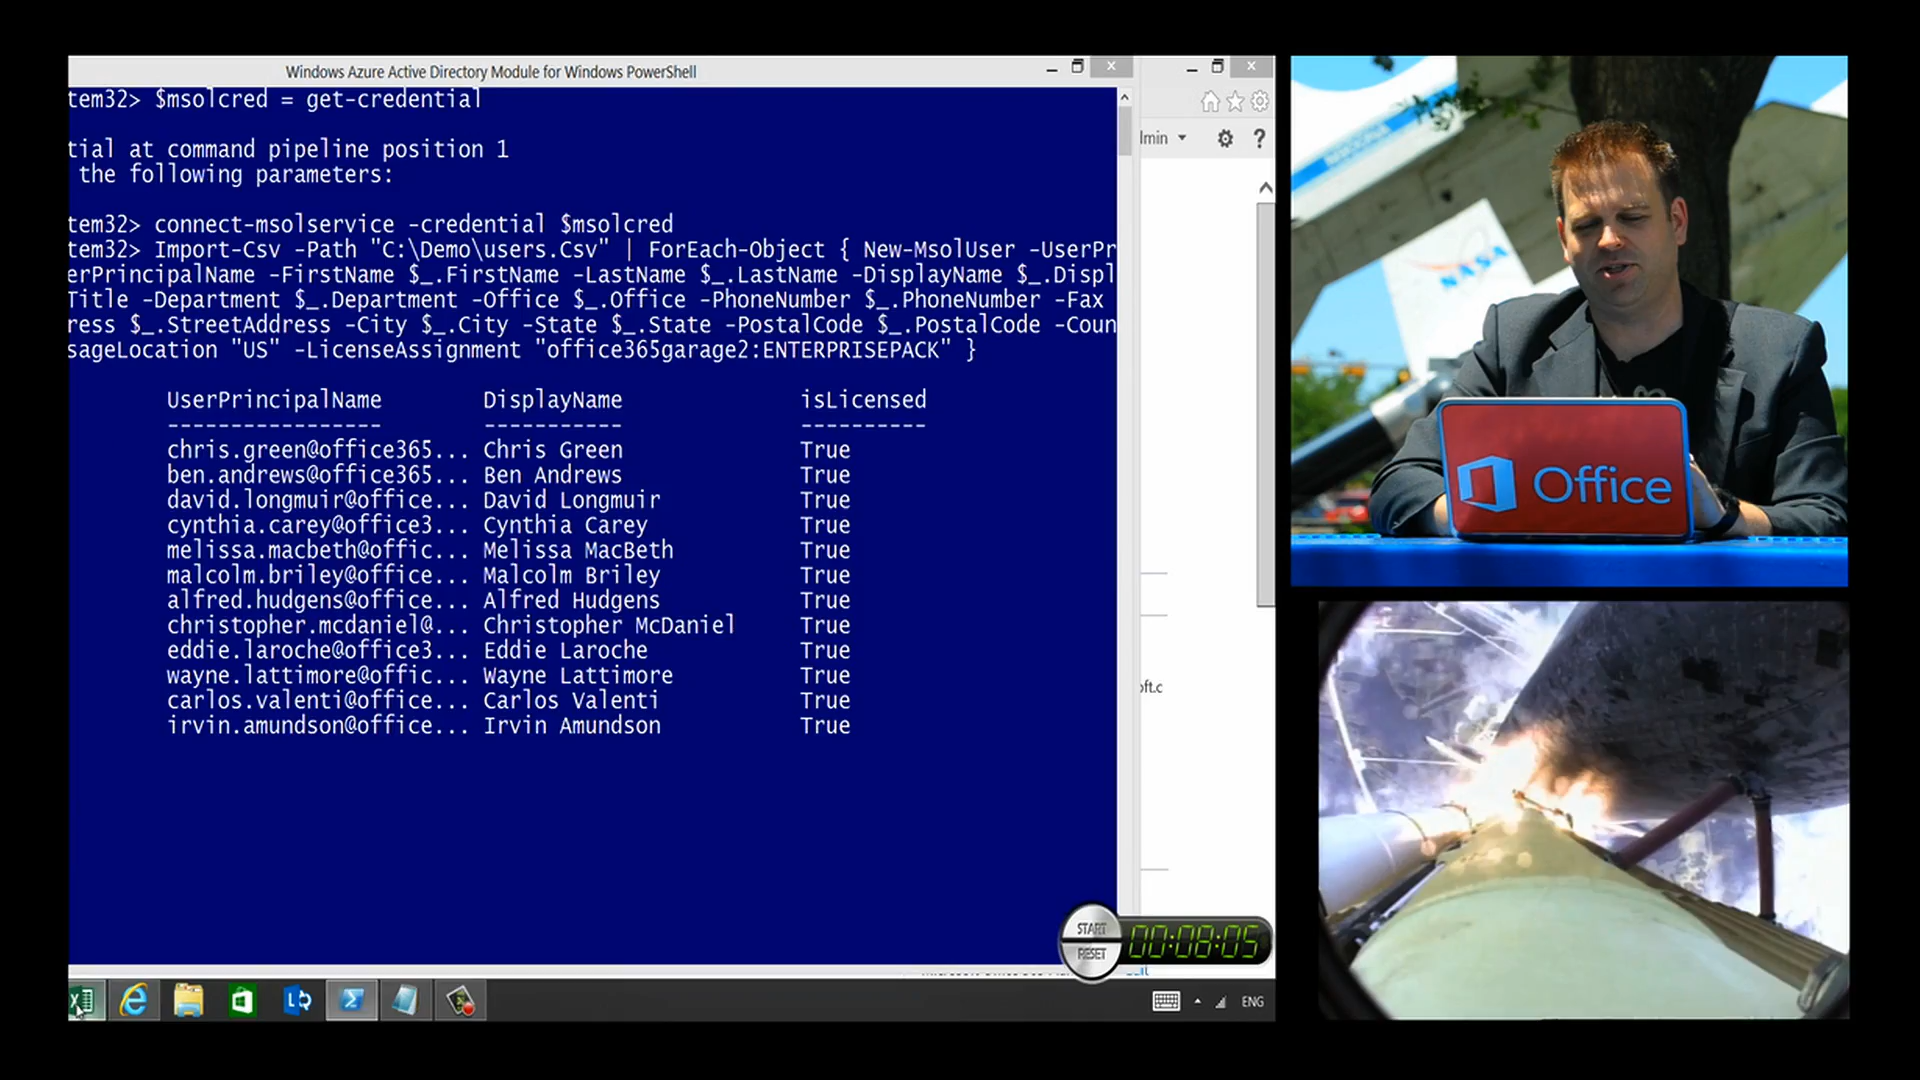 Windows Azure Active Directory Module for Windows PowerShell
tem32> $msolcred = get-credential
tial at command pipeline position 1
the following parameters:
tem32> connect-msolservice -credential $msolcred
tem32> Import-Csv -Path "C:\Demo\users.Csv" | ForEach-Object { New-MsolUser -UserPr
erPrincipalName -FirstName $_.FirstName -LastName $_.LastName -DisplayName $_.Displ
Title -Department $_.Department -Office $_.Office -PhoneNumber $_.PhoneNumber -Fax
ress $_.StreetAddress -City $_.City -State $_.State -PostalCode $_.PostalCode -Coun
sageLocation "US" -LicenseAssignment "office365garage2:ENTERPRISEPACK" }
UserPrincipalName DisplayName isLicensed
----------------- ----------- ----------
chris.green@office365... Chris Green True
ben.andrews@office365... Ben Andrews True
david.longmuir@office... David Longmuir True
cynthia.carey@office3... Cynthia Carey True
melissa.macbeth@offic... Melissa MacBeth True
malcolm.briley@office... Malcolm Briley True
alfred.hudgens@office... Alfred Hudgens True
christopher.mcdaniel@... Christopher McDaniel True
eddie.laroche@office3... Eddie Laroche True
wayne.lattimore@offic... Wayne Lattimore True
carlos.valenti@office... Carlos Valenti True
irvin.amundson@office... Irvin Amundson True
dmin
?
oft.c
START
RESET
00:08:05
ENG
NASA
Office